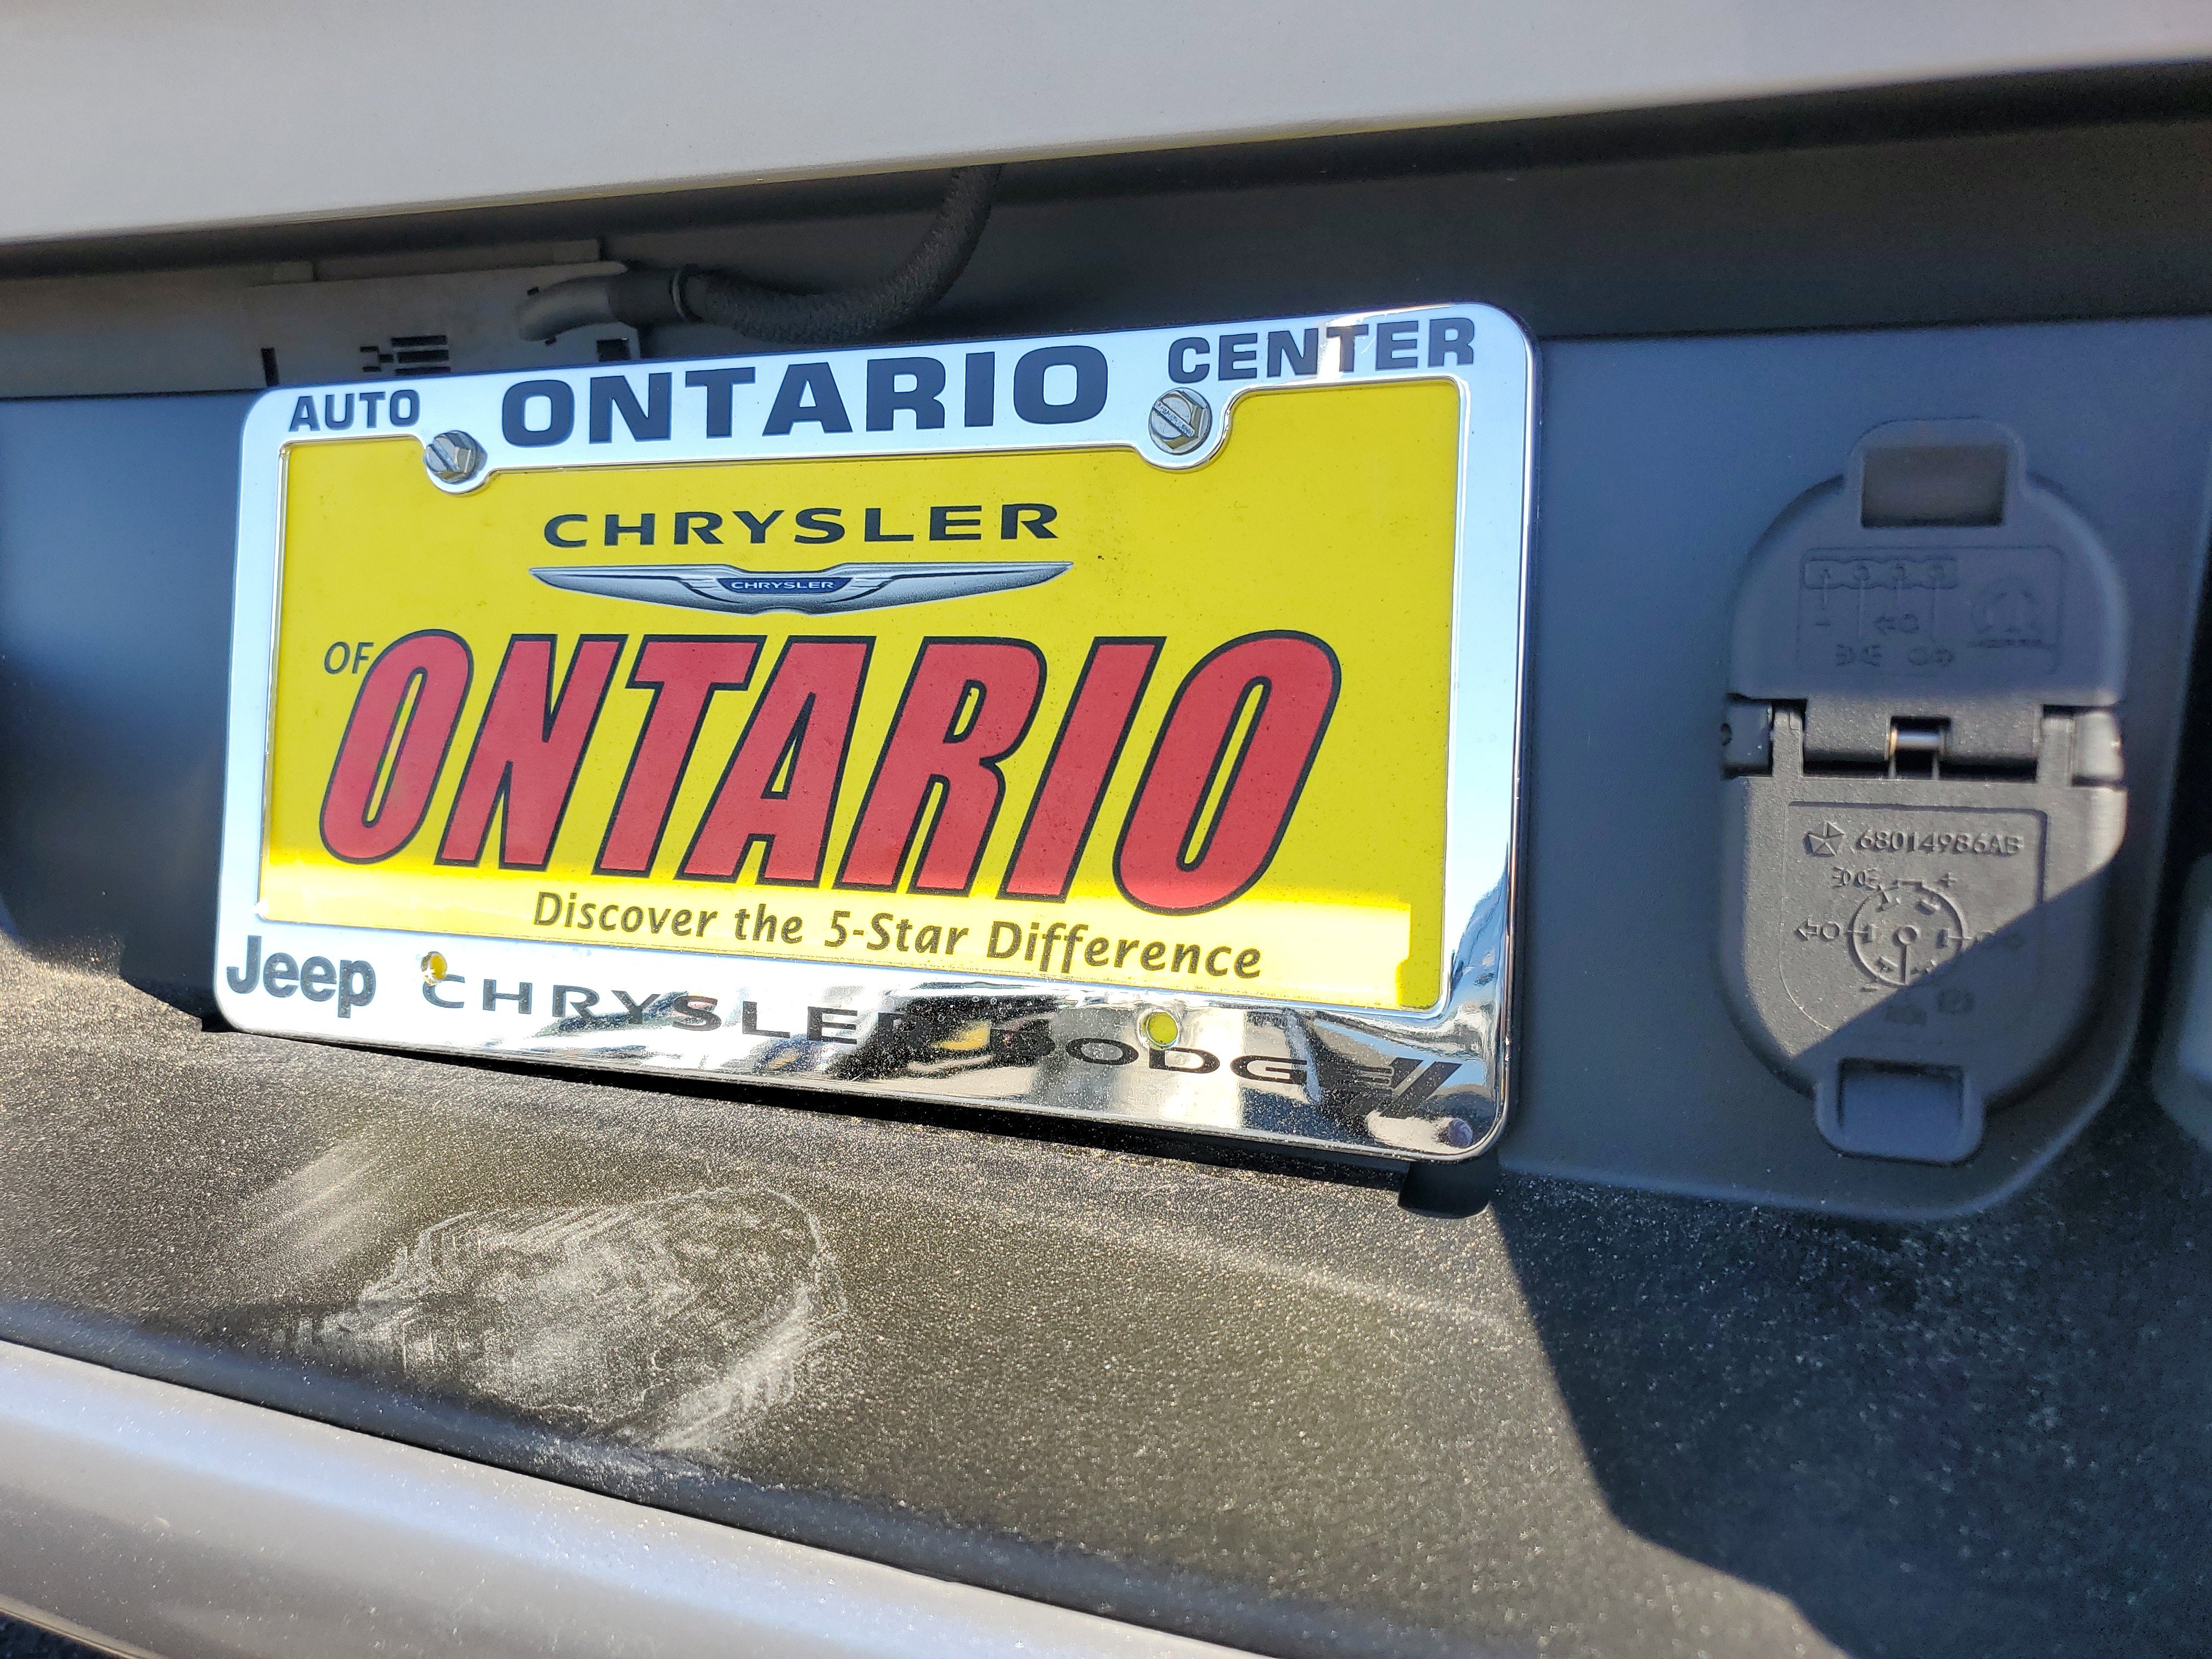 AUTO ONTARIO CENTER
CHRYSLER
CHRYSLER
OF ONTARIO
Discover the 5-Star Difference
Jeep CHRYSLER DODGE
68014986AB